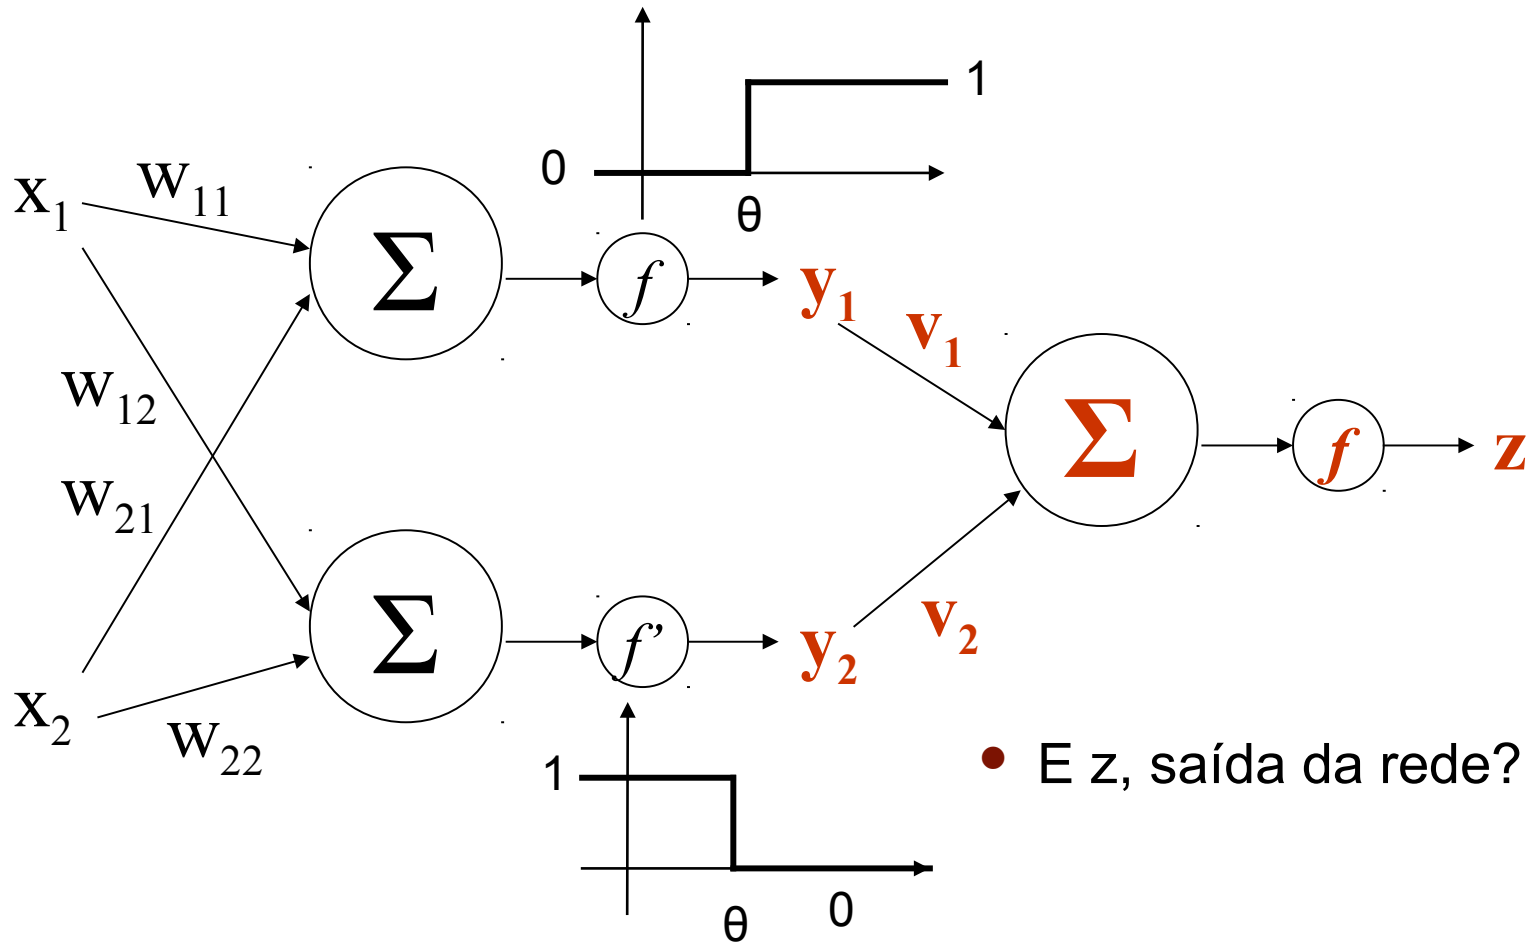 1
0
θ
x1
w11
Σ
f
y1
v1
w12
w21
Σ
f
z
x2
w22
Σ
f’
y2
v2
1
θ
0
• E z, saída da rede?